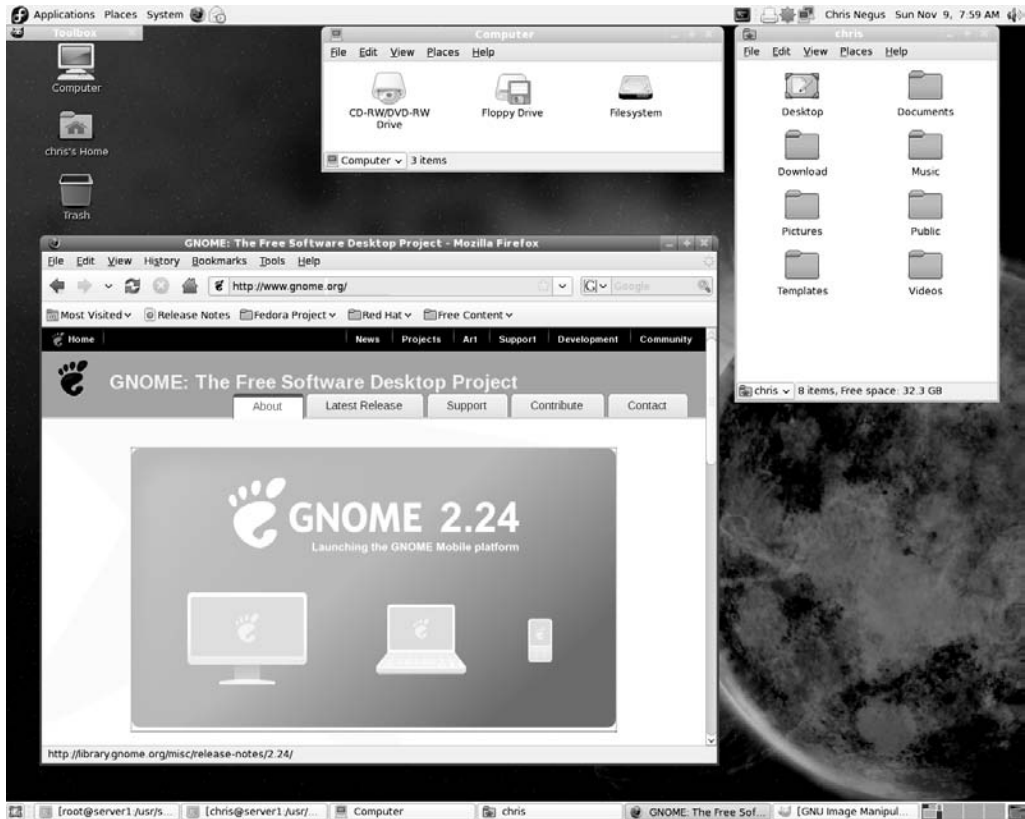 Applications Places System
Chris Negus Sun Nov 9, 7:59 AM
Toolbox
Computer
chris's Home
Trash
Computer
File Edit View Places Help
CD-RW/DVD-RW
Drive
Floppy Drive
Filesystem
Computer 3 items
chris
File Edit View Places Help
Desktop Documents
Download Music
Pictures Public
Templates Videos
chris 8 items, Free space: 32.3 GB
GNOME: The Free Software Desktop Project - Mozilla Firefox
File Edit View History Bookmarks Tools Help
http://www.gnome.org/
G Google
Most Visited Release Notes Fedora Project Red Hat Free Content
Home News Projects Art Support Development Community
GNOME: The Free Software Desktop Project
About Latest Release Support Contribute Contact
GNOME 2.24
Launching the GNOME Mobile platform
http://library.gnome.org/misc/release-notes/2.24/
[root@server1:/usr/s... [chris@server1:/usr/... Computer chris GNOME: The Free Sof... [GNU Image Manipul...